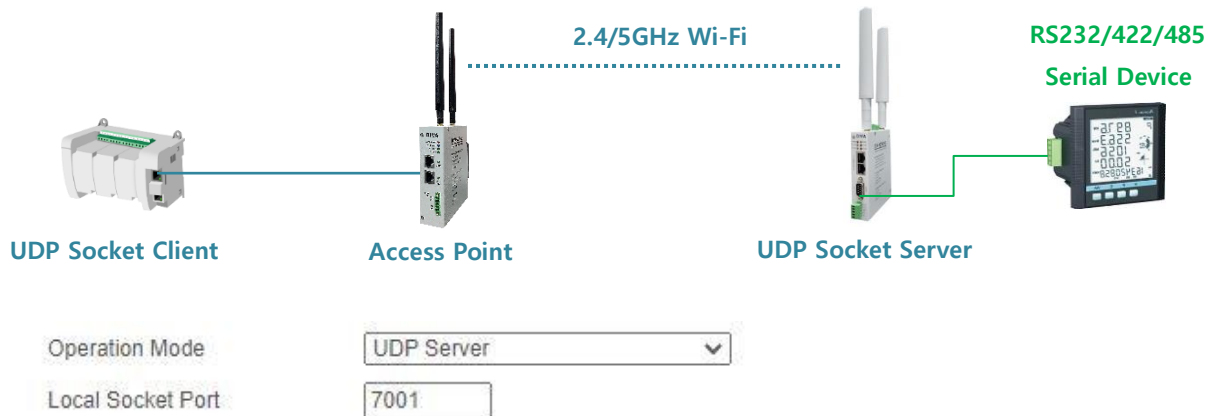 2.4/5GHz Wi-Fi
RS232/422/485
Serial Device
UDP Socket Client
Access Point
UDP Socket Server
Operation Mode
UDP Server
Local Socket Port
7001